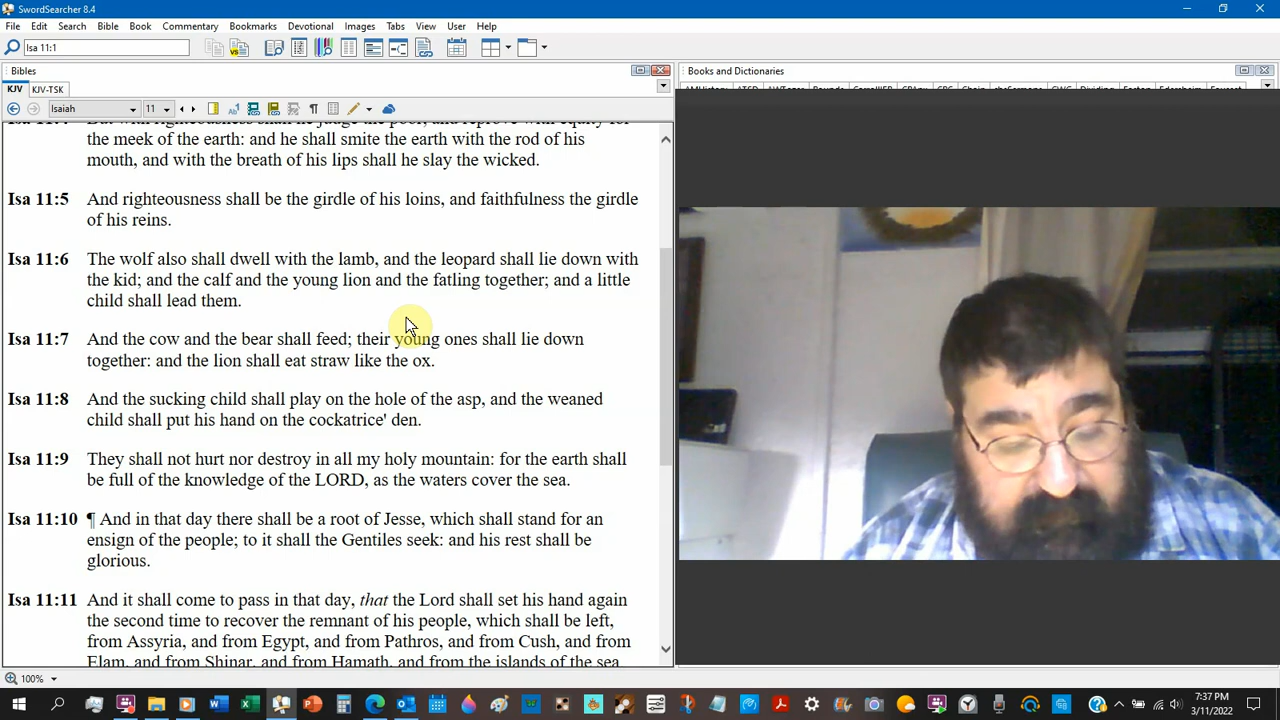 SwordSearcher 8.4
File Edit Search Bible Book Commentary Bookmarks Devotional Images Tabs View User Help
Isa 11:1
Bibles
KJV KJV-TSK
Isaiah 11
the meek of the earth: and he shall smite the earth with the rod of his
mouth, and with the breath of his lips shall he slay the wicked.
Isa 11:5 And righteousness shall be the girdle of his loins, and faithfulness the girdle
of his reins.
Isa 11:6 The wolf also shall dwell with the lamb, and the leopard shall lie down with
the kid; and the calf and the young lion and the fatling together; and a little
child shall lead them.
Isa 11:7 And the cow and the bear shall feed; their young ones shall lie down
together: and the lion shall eat straw like the ox.
Isa 11:8 And the sucking child shall play on the hole of the asp, and the weaned
child shall put his hand on the cockatrice' den.
Isa 11:9 They shall not hurt nor destroy in all my holy mountain: for the earth shall
be full of the knowledge of the LORD, as the waters cover the sea.
Isa 11:10 ¶ And in that day there shall be a root of Jesse, which shall stand for an
ensign of the people; to it shall the Gentiles seek: and his rest shall be
glorious.
Isa 11:11 And it shall come to pass in that day, that the Lord shall set his hand again
the second time to recover the remnant of his people, which shall be left,
from Assyria, and from Egypt, and from Pathros, and from Cush, and from
Elam, and from Shinar, and from Hamath, and from the islands of the sea
100%
Books and Dictionaries
7:37 PM
3/11/2022